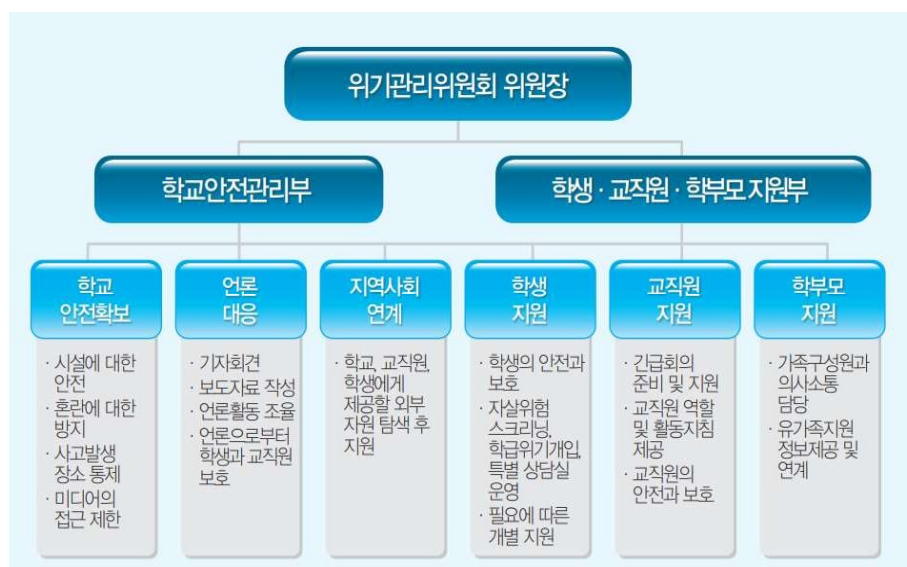 위기관리위원회 위원장
학교안전관리부
학생 · 교직원 · 학부모 지원부
학교
안전확보
언론
대응
지역사회
연계
학생
지원
교직원
지원
학부모
지원
· 시설에 대한
안전
· 혼란에 대한
방지
· 사고발생
장소 통제
· 미디어의
접근 제한
· 기자회견
· 보도자료 작성
· 언론활동 조율
· 언론으로부터
학생과 교직원
보호
· 학교, 교직원,
학생에게
제공할 외부
자원 탐색 후
지원
· 학생의 안전과
보호
· 자살위험
스크리닝,
학급위기개입,
특별 상담실
운영
· 필요에 따른
개별 지원
· 긴급회의
준비 및 지원
· 교직원 역할
및 활동지침
제공
· 교직원의
안전과 보호
· 가족구성원과
의사소통
담당
· 유가족지원
정보제공 및
연계